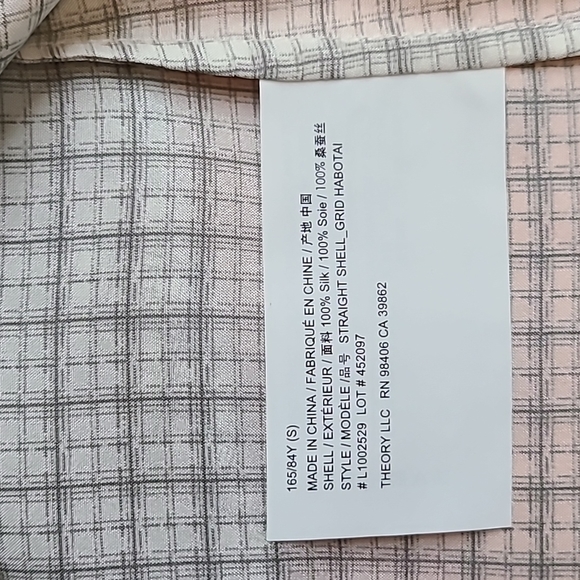 165/84Y (S)
MADE IN CHINA / FABRIQUÉ EN CHINE / 产地 中国
SHELL / EXTÉRIEUR / 面料 100% Silk / 100% Soie / 100% 桑蚕丝
STYLE / MODÈLE / 品号 STRAIGHT SHELL_GRID HABOTAI
# L1002529 LOT # 452097
THEORY LLC RN 98406 CA 39862